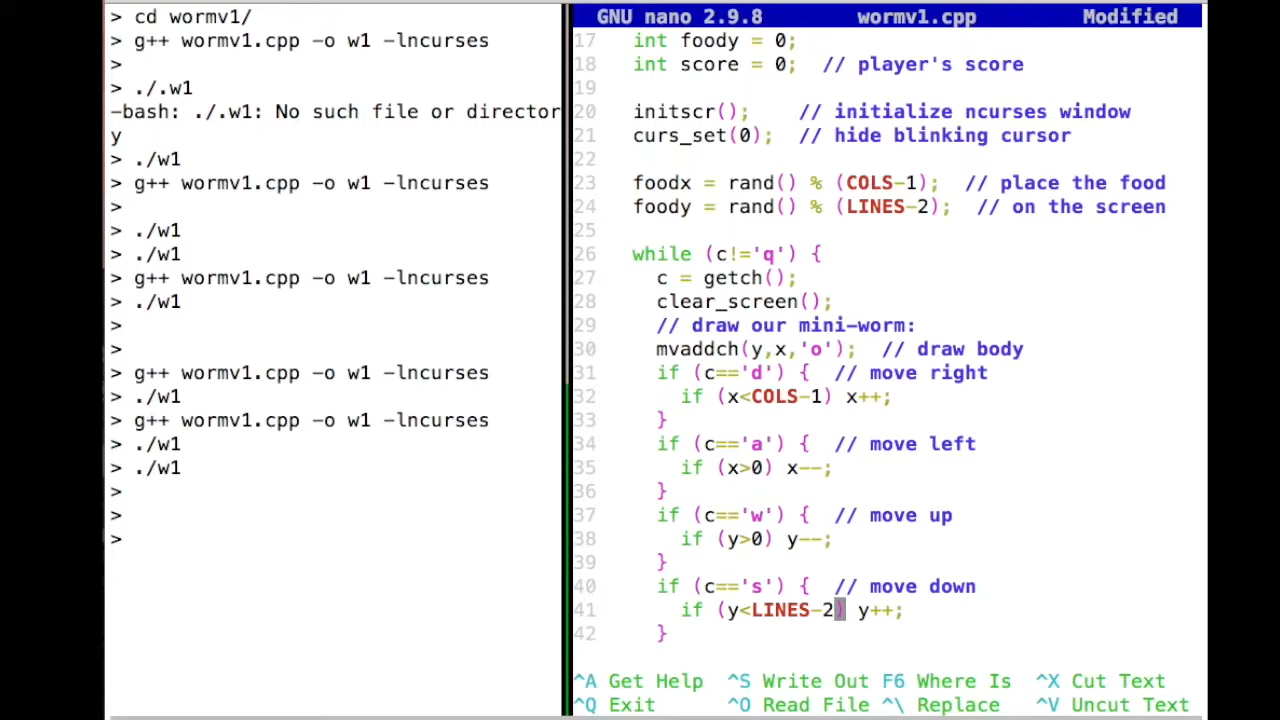 > cd wormv1/
> g++ wormv1.cpp -o w1 -lncurses
>
> ./.w1
-bash: ./.w1: No such file or director
y
> ./w1
> g++ wormv1.cpp -o w1 -lncurses
>
> ./w1
> ./w1
> g++ wormv1.cpp -o w1 -lncurses
> ./w1
>
>
> g++ wormv1.cpp -o w1 -lncurses
> ./w1
> g++ wormv1.cpp -o w1 -lncurses
> ./w1
> ./w1
>
>
>
GNU nano 2.9.8 wormv1.cpp Modified
17 int foody = 0;
18 int score = 0; // player's score
19
20 initscr(); // initialize ncurses window
21 curs_set(0); // hide blinking cursor
22
23 foodx = rand() % (COLS-1); // place the food
24 foody = rand() % (LINES-2); // on the screen
25
26 while (c!='q') {
27 c = getch();
28 clear_screen();
29 // draw our mini-worm:
30 mvaddch(y,x,'o'); // draw body
31 if (c=='d') { // move right
32 if (x<COLS-1) x++;
33 }
34 if (c=='a') { // move left
35 if (x>0) x--;
36 }
37 if (c=='w') { // move up
38 if (y>0) y--;
39 }
40 if (c=='s') { // move down
41 if (y<LINES-2) y++;
42 }
^A Get Help ^S Write Out F6 Where Is ^X Cut Text
^Q Exit ^O Read File ^\ Replace ^V Uncut Text